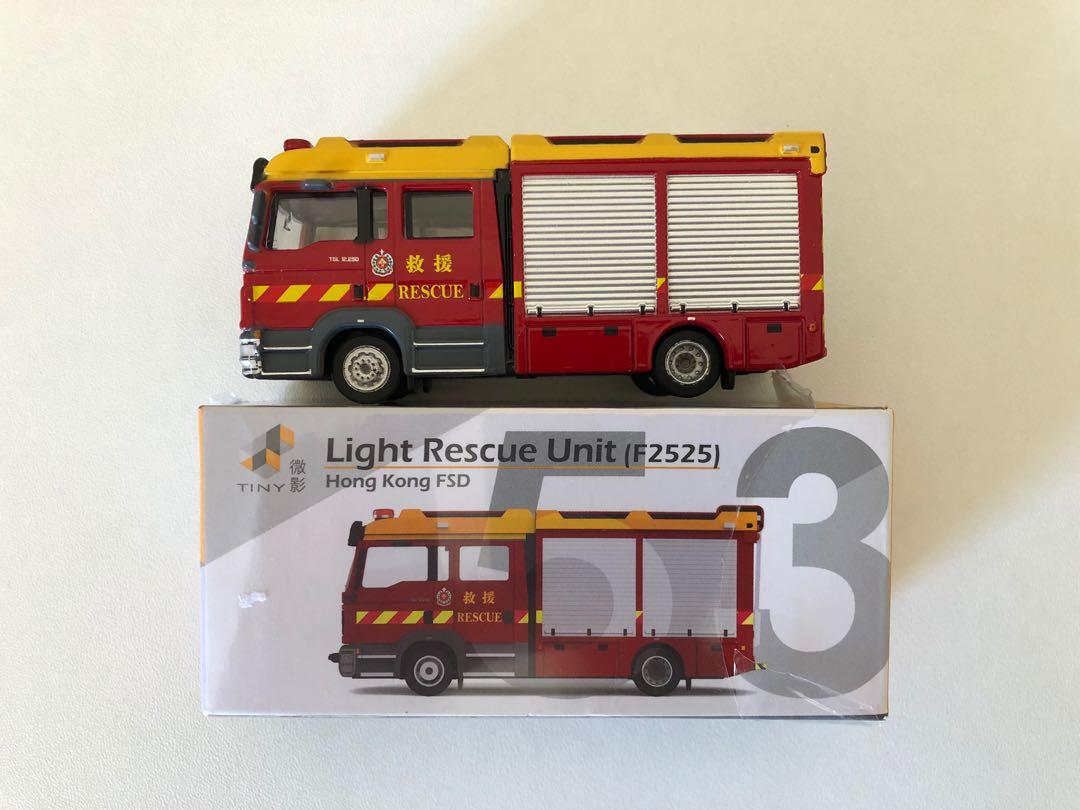 TGL 12.250
救援
RESCUE
TINY 微影
Light Rescue Unit (F2525)
Hong Kong FSD
53
救援
RESCUE